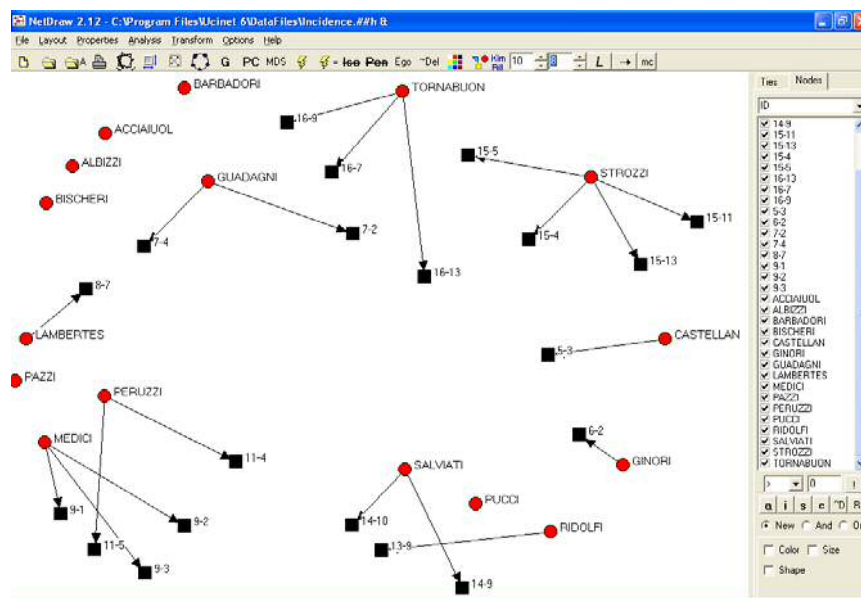 NetDraw 2.12 - C:\Program Files\Ucinet 6\DataFiles\Incidence.##h &
File Layout Properties Analysis Transform Options Help
G PC MDS = Iso Pen Ego ~Del 10 8 L → mc
Ties Nodes
ID
14-9
15-11
15-13
15-4
15-5
16-13
16-7
16-9
5-3
6-2
7-2
7-4
8-7
9-1
9-2
9-3
ACCIAIUOL
ALBIZZI
BARBADORI
BISCHERI
CASTELLAN
GINORI
GUADAGNI
LAMBERTES
MEDICI
PAZZI
PERUZZI
PUCCI
RIDOLFI
SALVIATI
STROZZI
TORNABUON
> 0 !
a i s c ~D R
New And Or
Color Size
Shape
BARBADORI
TORNABUON
16-9
ACCIAIUOL
15-5
ALBIZZI
16-7
STROZZI
GUADAGNI
BISCHERI
15-11
7-2
15-4
7-4
15-13
16-13
8-7
LAMBERTES
CASTELLAN
5-3
PAZZI
PERUZZI
6-2
MEDICI
11-4
SALVIATI
GINORI
PUCCI
9-1
9-2
14-10
RIDOLFI
11-5
13-9
9-3
14-9